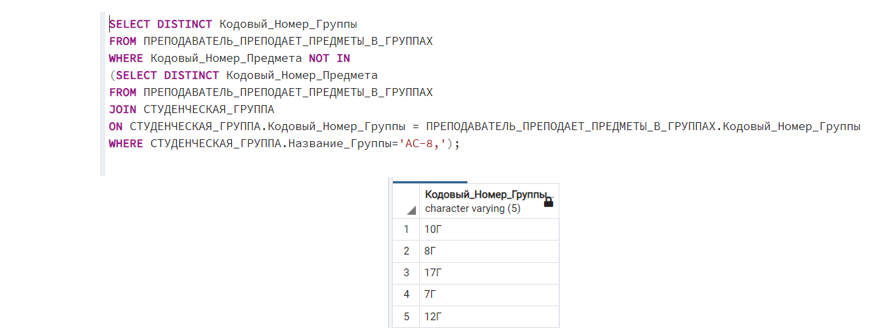 SELECT DISTINCT Кодовый_Номер_Группы
FROM ПРЕПОДАВАТЕЛЬ_ПРЕПОДАЕТ_ПРЕДМЕТЫ_В_ГРУППАХ
WHERE Кодовый_Номер_Предмета NOT IN
(SELECT DISTINCT Кодовый_Номер_Предмета
FROM ПРЕПОДАВАТЕЛЬ_ПРЕПОДАЕТ_ПРЕДМЕТЫ_В_ГРУППАХ
JOIN СТУДЕНЧЕСКАЯ_ГРУППА
ON СТУДЕНЧЕСКАЯ_ГРУППА.Кодовый_Номер_Группы = ПРЕПОДАВАТЕЛЬ_ПРЕПОДАЕТ_ПРЕДМЕТЫ_В_ГРУППАХ.Кодовый_Номер_Группы
WHERE СТУДЕНЧЕСКАЯ_ГРУППА.Название_Группы='АС-8,');
Кодовый_Номер_Группы
character varying (5)
1 10Г
2 8Г
3 17Г
4 7Г
5 12Г